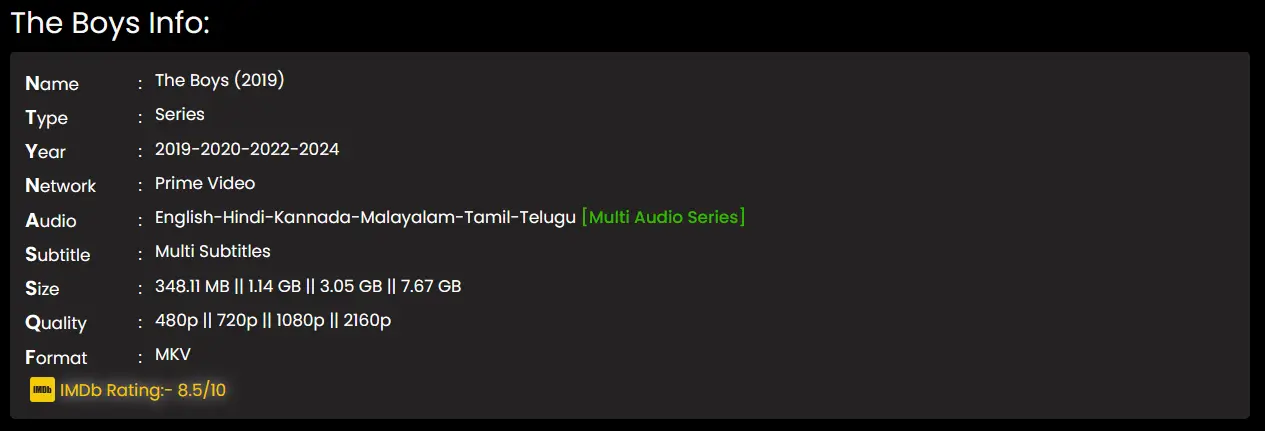 The Boys Info:
Name : The Boys (2019)
Type : Series
Year : 2019-2020-2022-2024
Network : Prime Video
Audio : English-Hindi-Kannada-Malayalam-Tamil-Telugu [Multi Audio Series]
Subtitle : Multi Subtitles
Size : 348.11 MB || 1.14 GB || 3.05 GB || 7.67 GB
Quality : 480p || 720p || 1080p || 2160p
Format : MKV
IMDb IMDb Rating:- 8.5/10